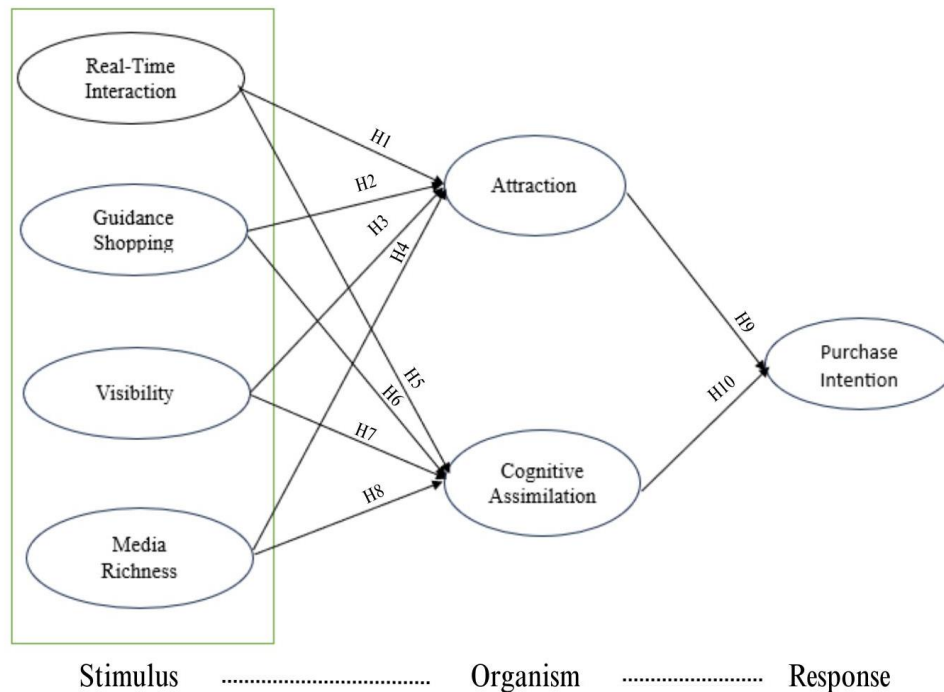 Real-Time
Interaction
H1
Attraction
Guidance
Shopping
H2
H3
H4
H9
Purchase
Intention
Visibility
H5
H6
H7
H10
Cognitive
Assimilation
H8
Media
Richness
Stimulus ........................ Organism ................ Response